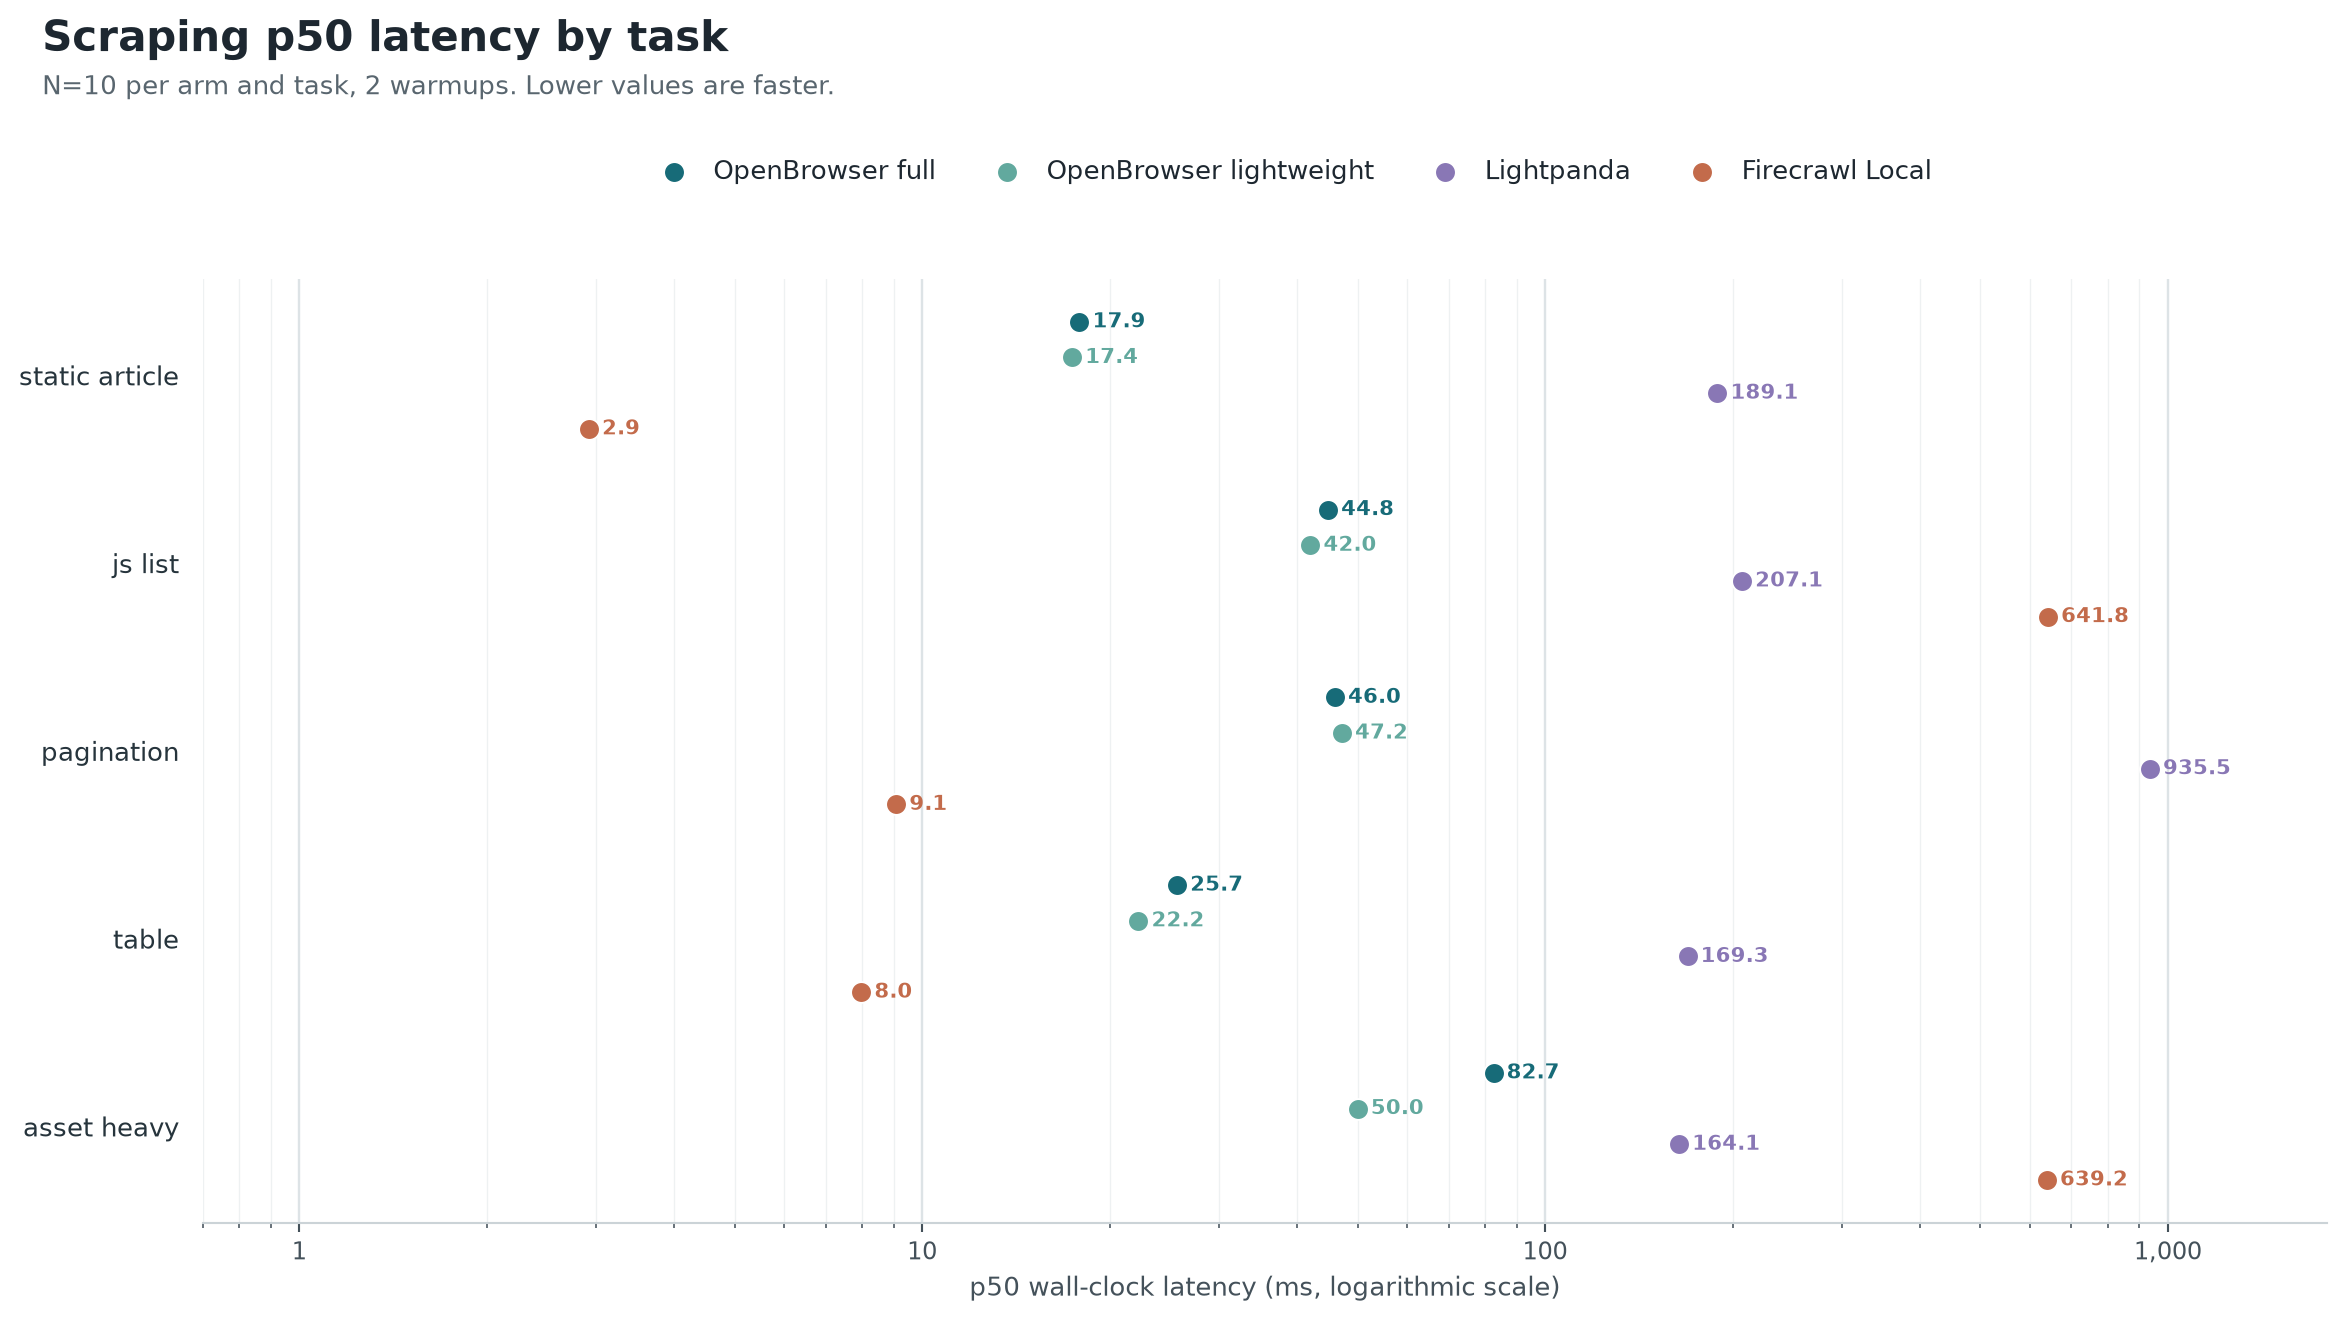 Scraping p50 latency by task
N=10 per arm and task, 2 warmups. Lower values are faster.
OpenBrowser full
OpenBrowser lightweight
Lightpanda
Firecrawl Local
static article
17.9
17.4
189.1
2.9
js list
44.8
42.0
207.1
641.8
pagination
46.0
47.2
935.5
9.1
table
25.7
22.2
169.3
8.0
asset heavy
82.7
50.0
164.1
639.2
1 10 100 1,000
p50 wall-clock latency (ms, logarithmic scale)